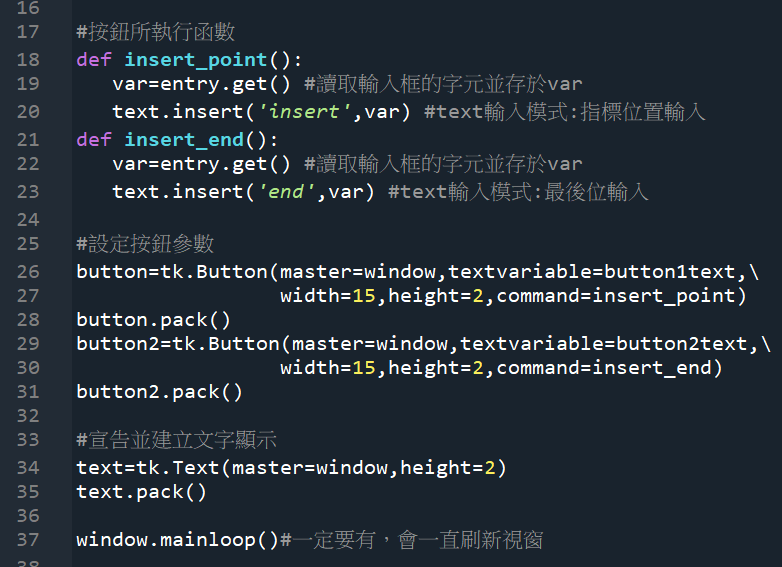 16
17 #按鈕所執行函數
18 def insert_point():
19    var=entry.get() #讀取輸入框的字元並存於var
20    text.insert('insert',var) #text輸入模式:指標位置輸入
21 def insert_end():
22    var=entry.get() #讀取輸入框的字元並存於var
23    text.insert('end',var) #text輸入模式:最後位輸入
24
25 #設定按鈕參數
26 button=tk.Button(master=window,textvariable=button1text,\
27                  width=15,height=2,command=insert_point)
28 button.pack()
29 button2=tk.Button(master=window,textvariable=button2text,\
30                  width=15,height=2,command=insert_end)
31 button2.pack()
32
33 #宣告並建立文字顯示
34 text=tk.Text(master=window,height=2)
35 text.pack()
36
37 window.mainloop()#一定要有，會一直刷新視窗
38